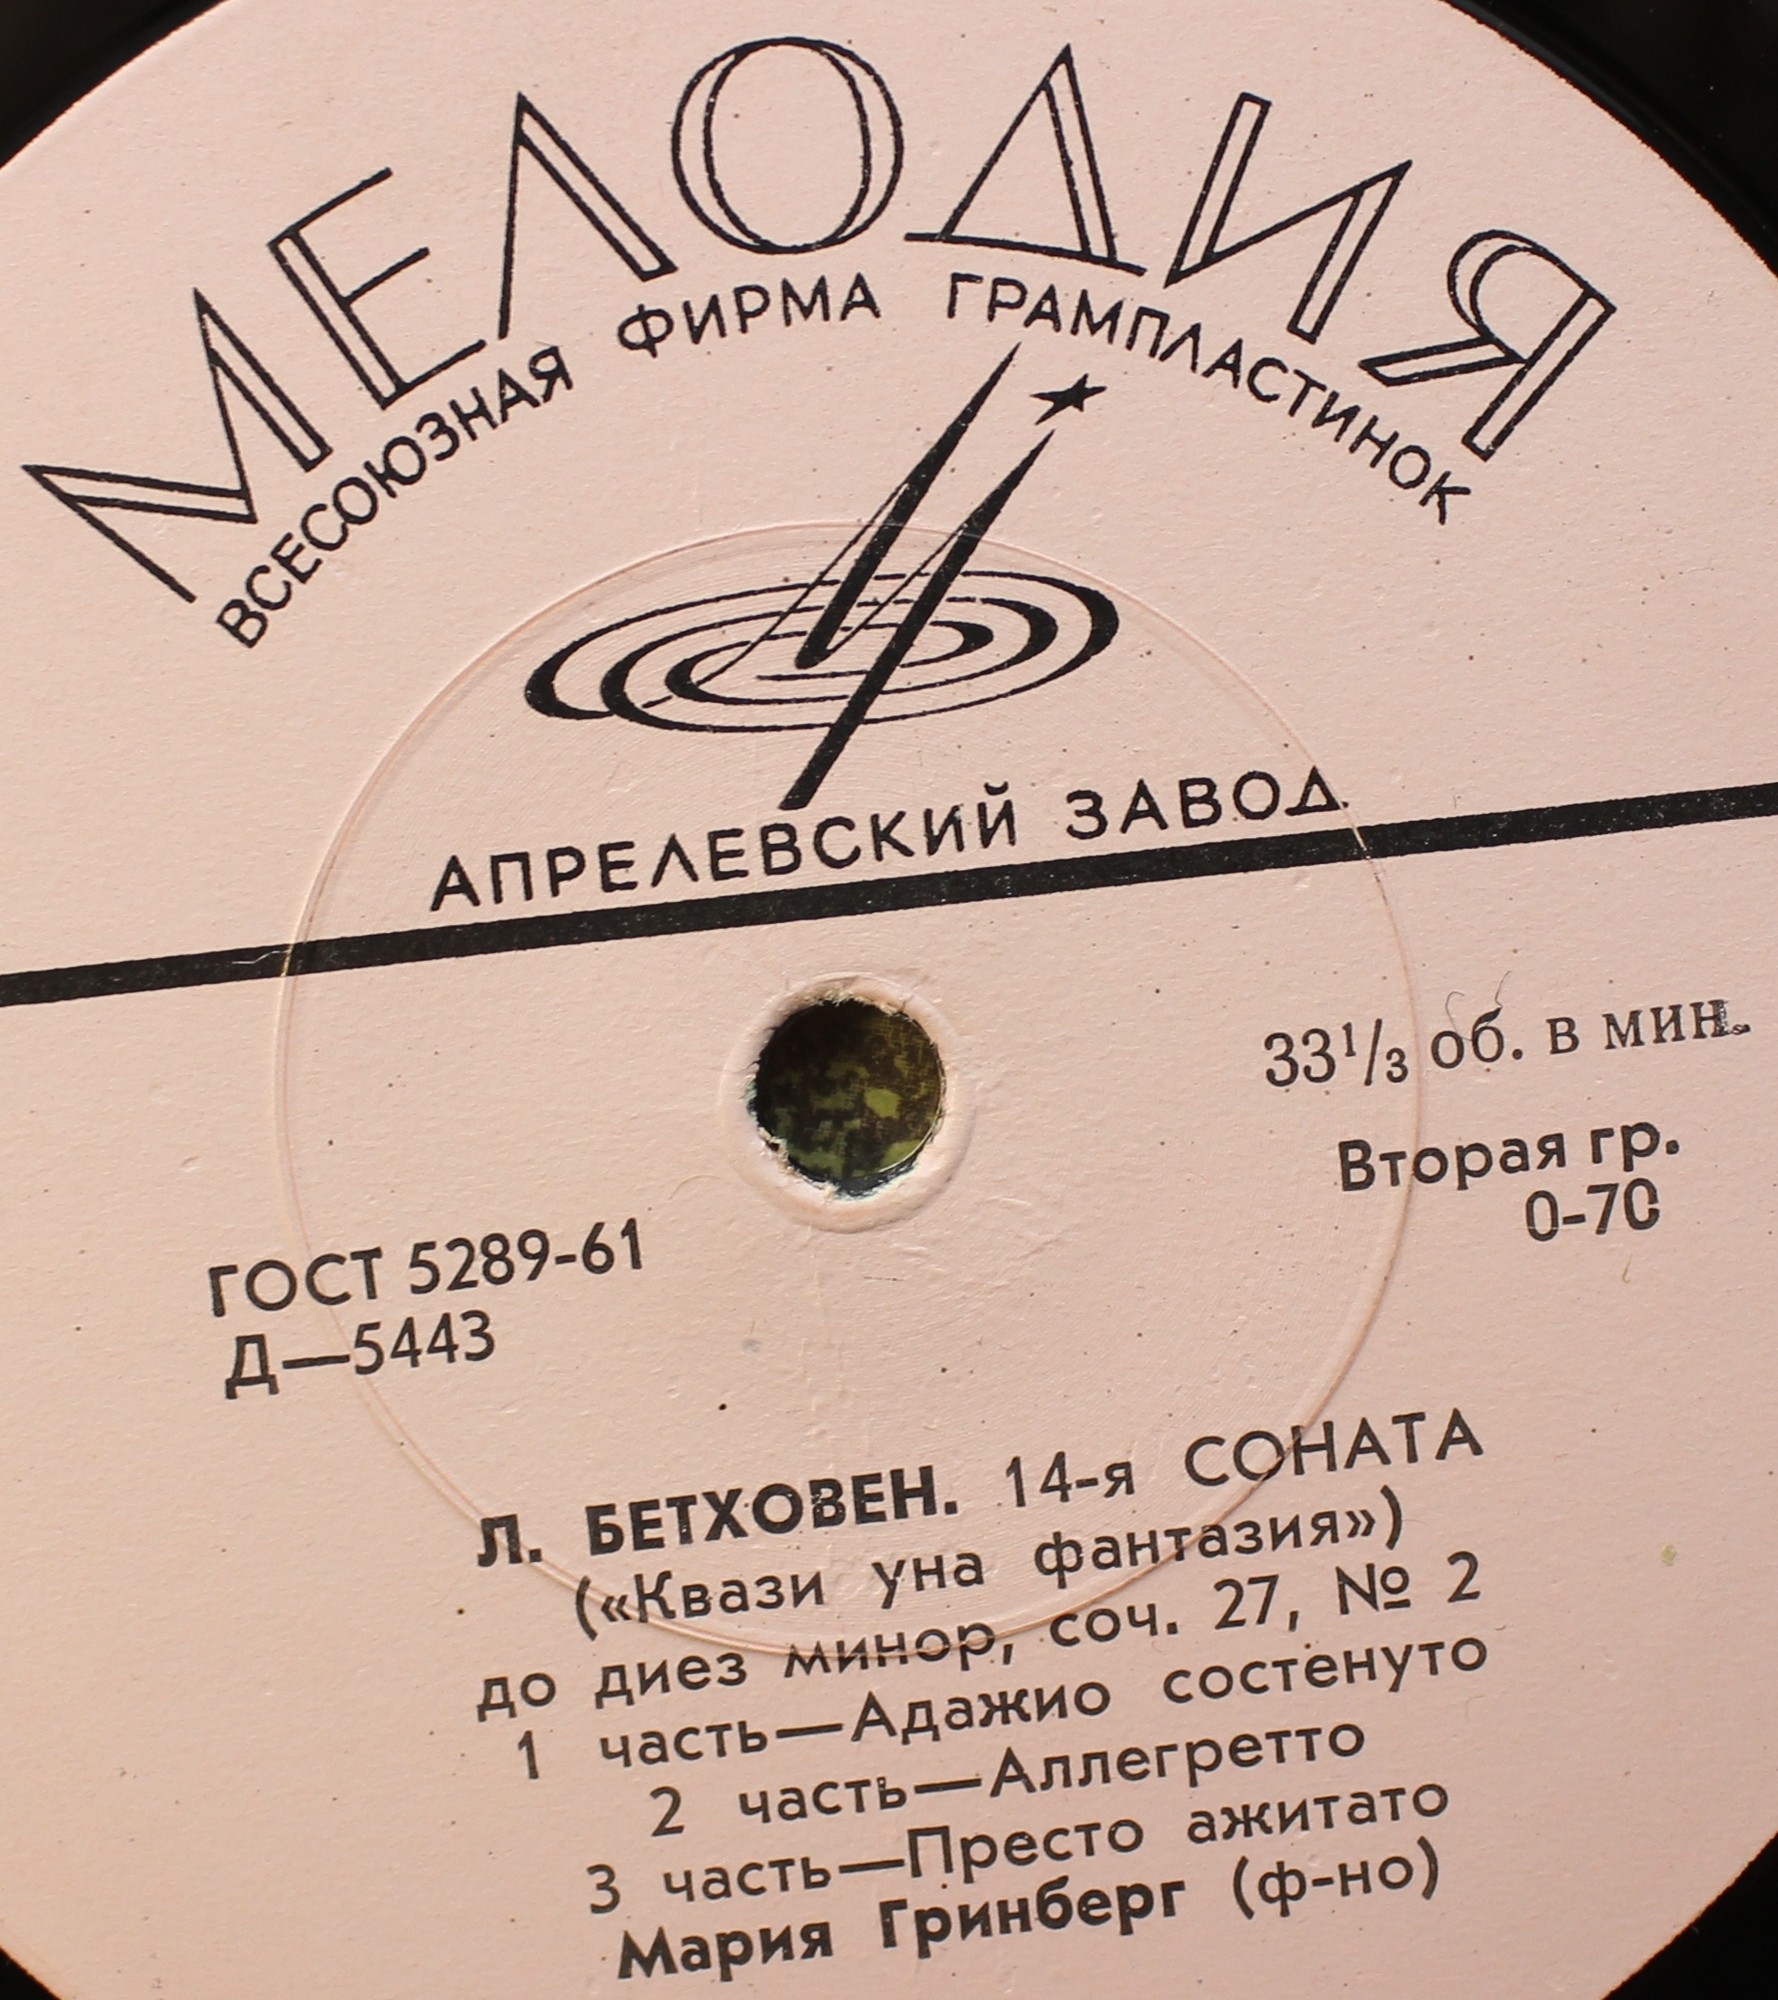 МЕЛОДИЯ
ВСЕСОЮЗНАЯ ФИРМА ГРАМПЛАСТИНОК
АПРЕЛЕВСКИЙ ЗАВОД
33⅓ об. в мин.
Вторая гр.
0-70
ГОСТ 5289-61
Д—5443
Л. БЕТХОВЕН. 14-я СОНАТА
(«Квази уна фантазия»)
до диез минор, соч. 27, № 2
1 часть—Адажио состенуто
2 часть—Аллегретто
3 часть—Престо ажитато
Мария Гринберг (ф-но)